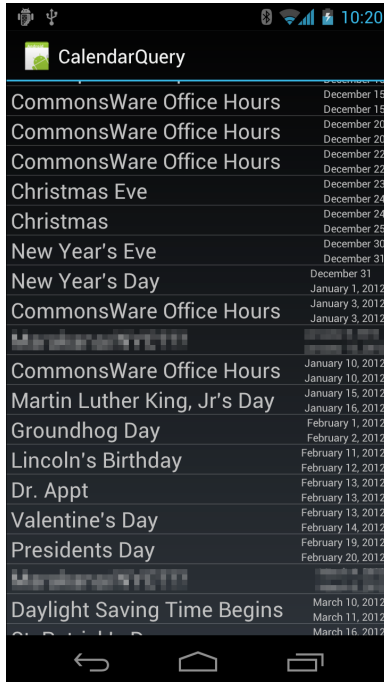 10:20
CalendarQuery
CommonsWare Office Hours December 15
December 15
CommonsWare Office Hours December 20
December 20
CommonsWare Office Hours December 22
December 22
Christmas Eve December 23
December 24
Christmas December 24
December 25
New Year's Eve December 30
December 31
New Year's Day December 31
January 1, 2012
CommonsWare Office Hours January 3, 2012
January 3, 2012
CommonsWare Office Hours January 10, 2012
January 10, 2012
Martin Luther King, Jr's Day January 15, 2012
January 16, 2012
Groundhog Day February 1, 2012
February 2, 2012
Lincoln's Birthday February 11, 2012
February 12, 2012
Dr. Appt February 13, 2012
February 13, 2012
Valentine's Day February 13, 2012
February 14, 2012
Presidents Day February 19, 2012
February 20, 2012
Daylight Saving Time Begins March 10, 2012
March 11, 2012
March 16, 2012